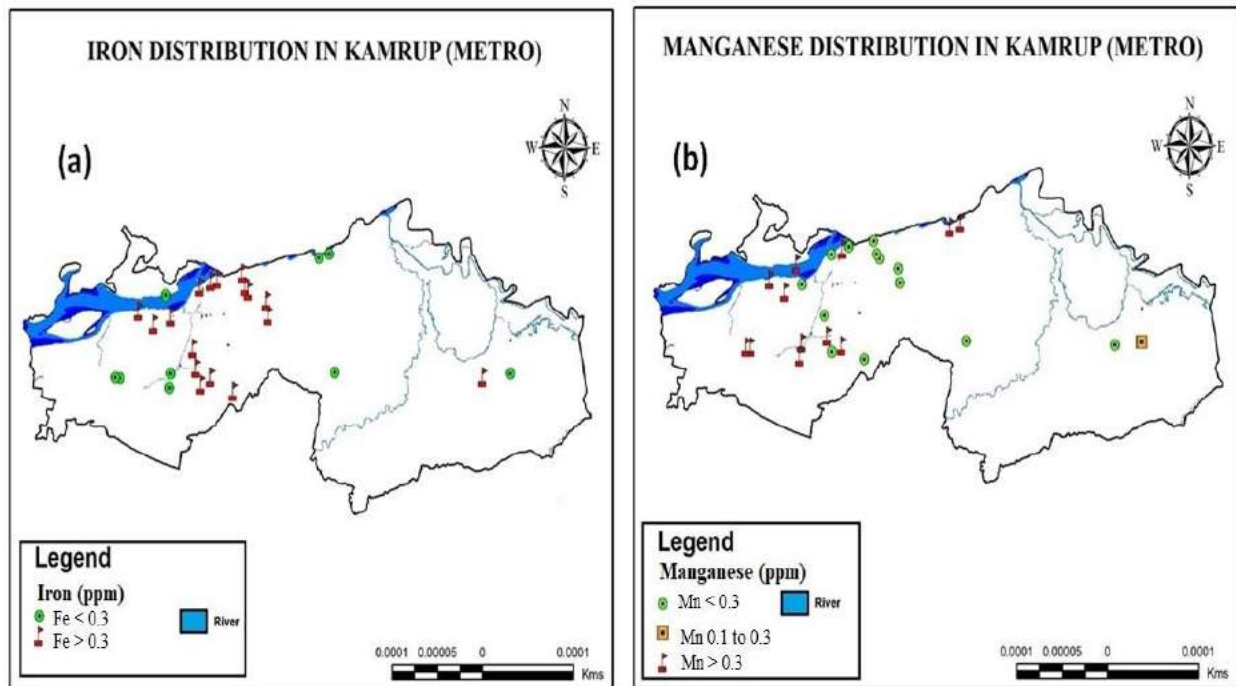 IRON DISTRIBUTION IN KAMRUP (METRO)
(a)
N
W E
S
Legend
Iron (ppm)
Fe < 0.3
Fe > 0.3
River
0.0001 0.00005 0 0.0001
Kms
MANGANESE DISTRIBUTION IN KAMRUP (METRO)
(b)
N
W E
S
Legend
Manganese (ppm)
Mn < 0.3
Mn 0.1 to 0.3
Mn > 0.3
River
0.0001 0.00005 0 0.0001
Kms